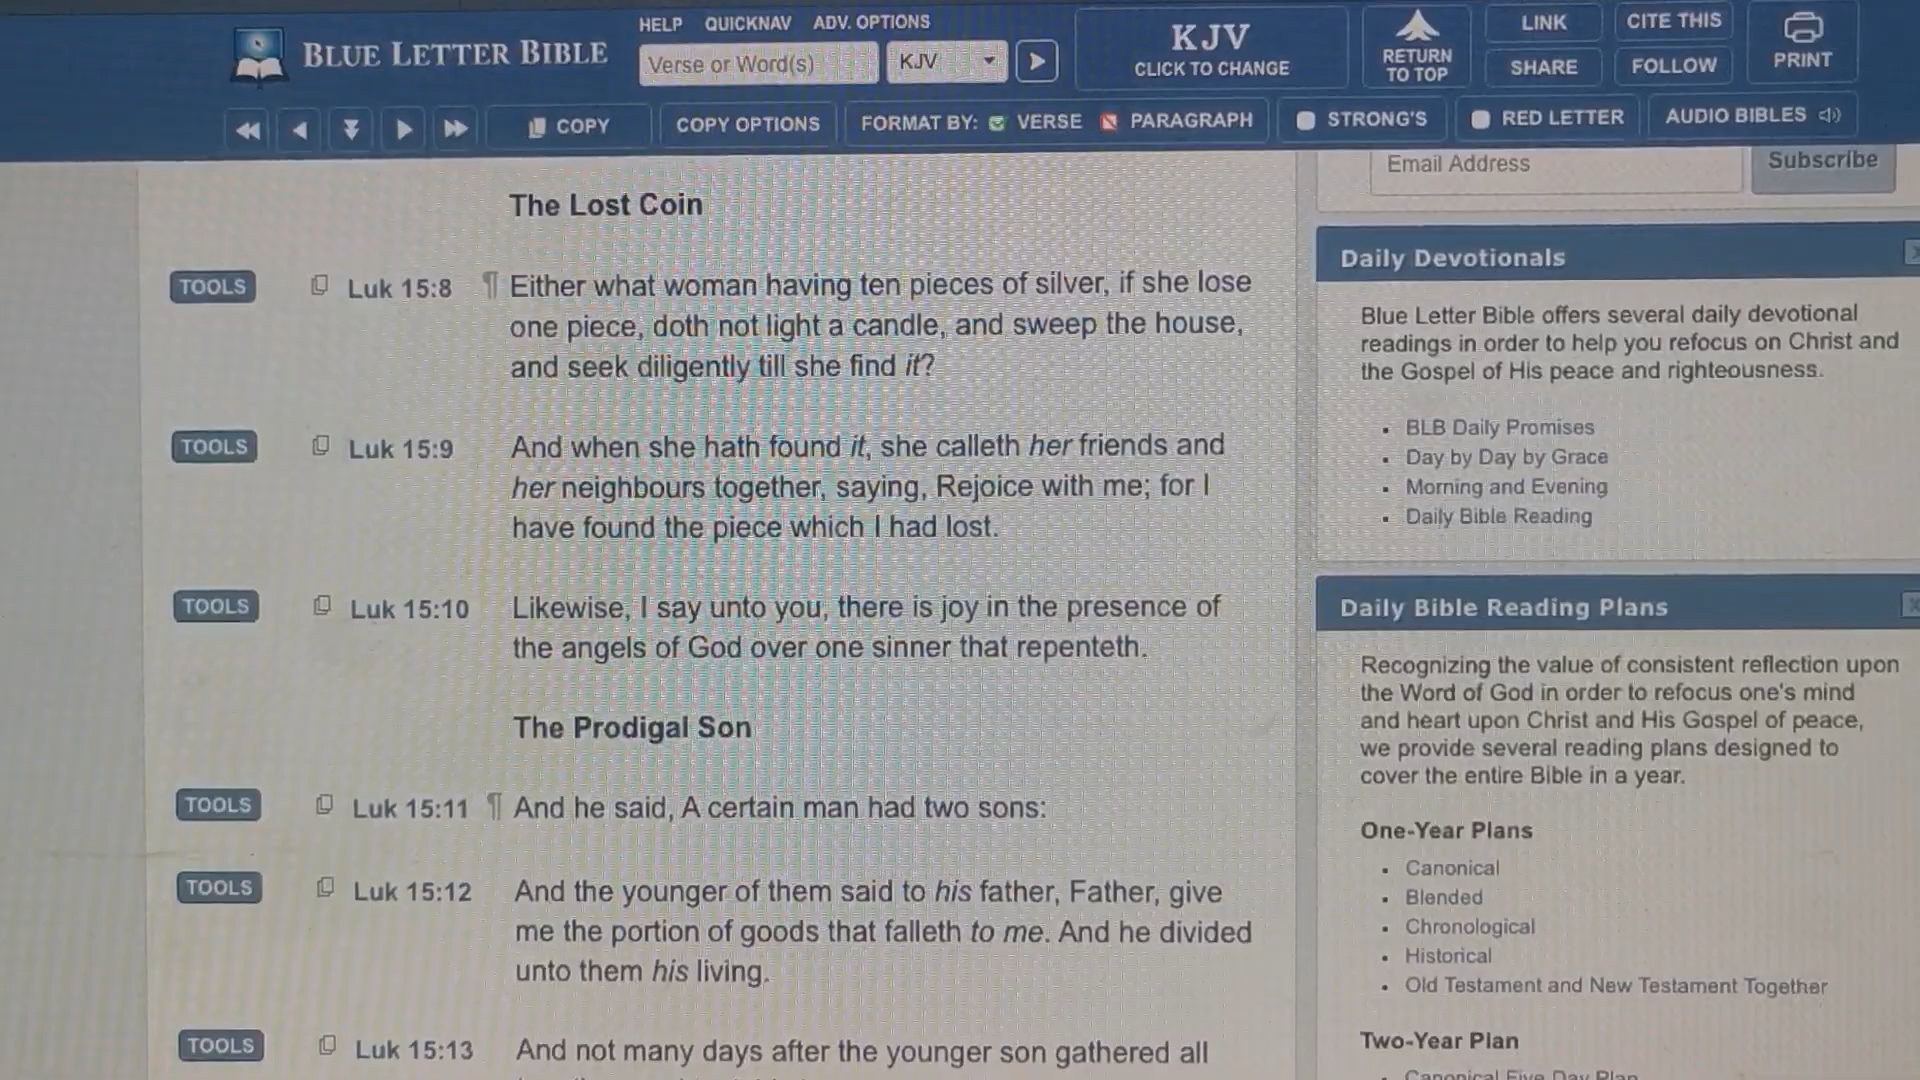 BLUE LETTER BIBLE
HELP QUICKNAV ADV. OPTIONS
Verse or Word(s)
KJV
KJV
CLICK TO CHANGE
RETURN
TO TOP
LINK
SHARE
CITE THIS
FOLLOW
PRINT
COPY
COPY OPTIONS
FORMAT BY: VERSE PARAGRAPH
STRONG'S
RED LETTER
AUDIO BIBLES
The Lost Coin
TOOLS Luk 15:8 ¶ Either what woman having ten pieces of silver, if she lose
one piece, doth not light a candle, and sweep the house,
and seek diligently till she find it?
TOOLS Luk 15:9 And when she hath found it, she calleth her friends and
her neighbours together, saying, Rejoice with me; for I
have found the piece which I had lost.
TOOLS Luk 15:10 Likewise, I say unto you, there is joy in the presence of
the angels of God over one sinner that repenteth.
The Prodigal Son
TOOLS Luk 15:11 ¶ And he said, A certain man had two sons:
TOOLS Luk 15:12 And the younger of them said to his father, Father, give
me the portion of goods that falleth to me. And he divided
unto them his living.
TOOLS Luk 15:13 And not many days after the younger son gathered all
Email Address
Subscribe
Daily Devotionals
Blue Letter Bible offers several daily devotional
readings in order to help you refocus on Christ and
the Gospel of His peace and righteousness.
• BLB Daily Promises
• Day by Day by Grace
• Morning and Evening
• Daily Bible Reading
Daily Bible Reading Plans
Recognizing the value of consistent reflection upon
the Word of God in order to refocus one's mind
and heart upon Christ and His Gospel of peace,
we provide several reading plans designed to
cover the entire Bible in a year.
One-Year Plans
• Canonical
• Blended
• Chronological
• Historical
• Old Testament and New Testament Together
Two-Year Plan
• Canonical Five Day Plan